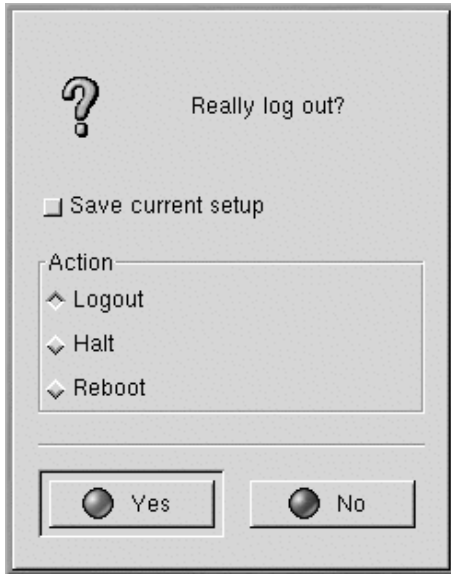 Really log out?
Save current setup
Action
Logout
Halt
Reboot
Yes No